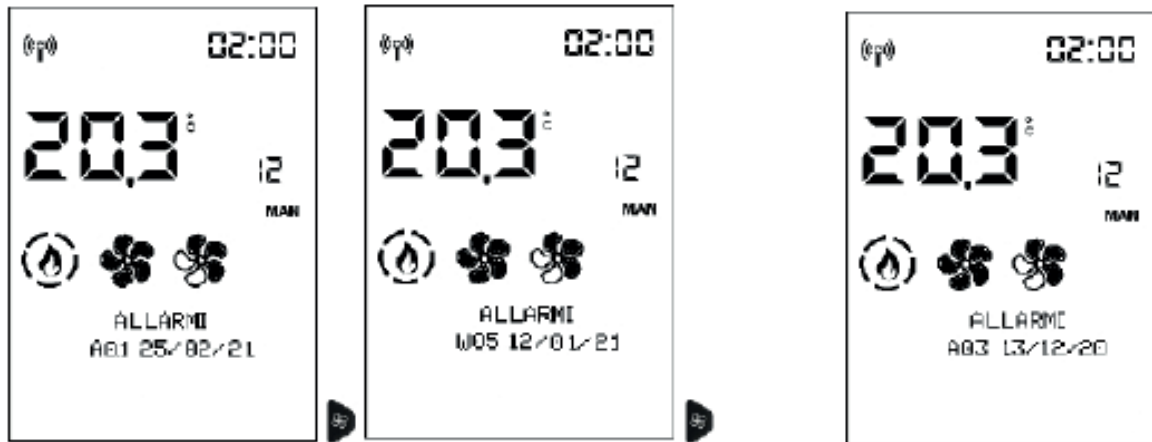 02:00
20,3 °C
12
MAN
ALLARMI
A01 25/02/21
02:00
20,3 °C
12
MAN
ALLARMI
W05 12/01/21
02:00
20,3 °C
12
MAN
ALLARMI
A03 13/12/20